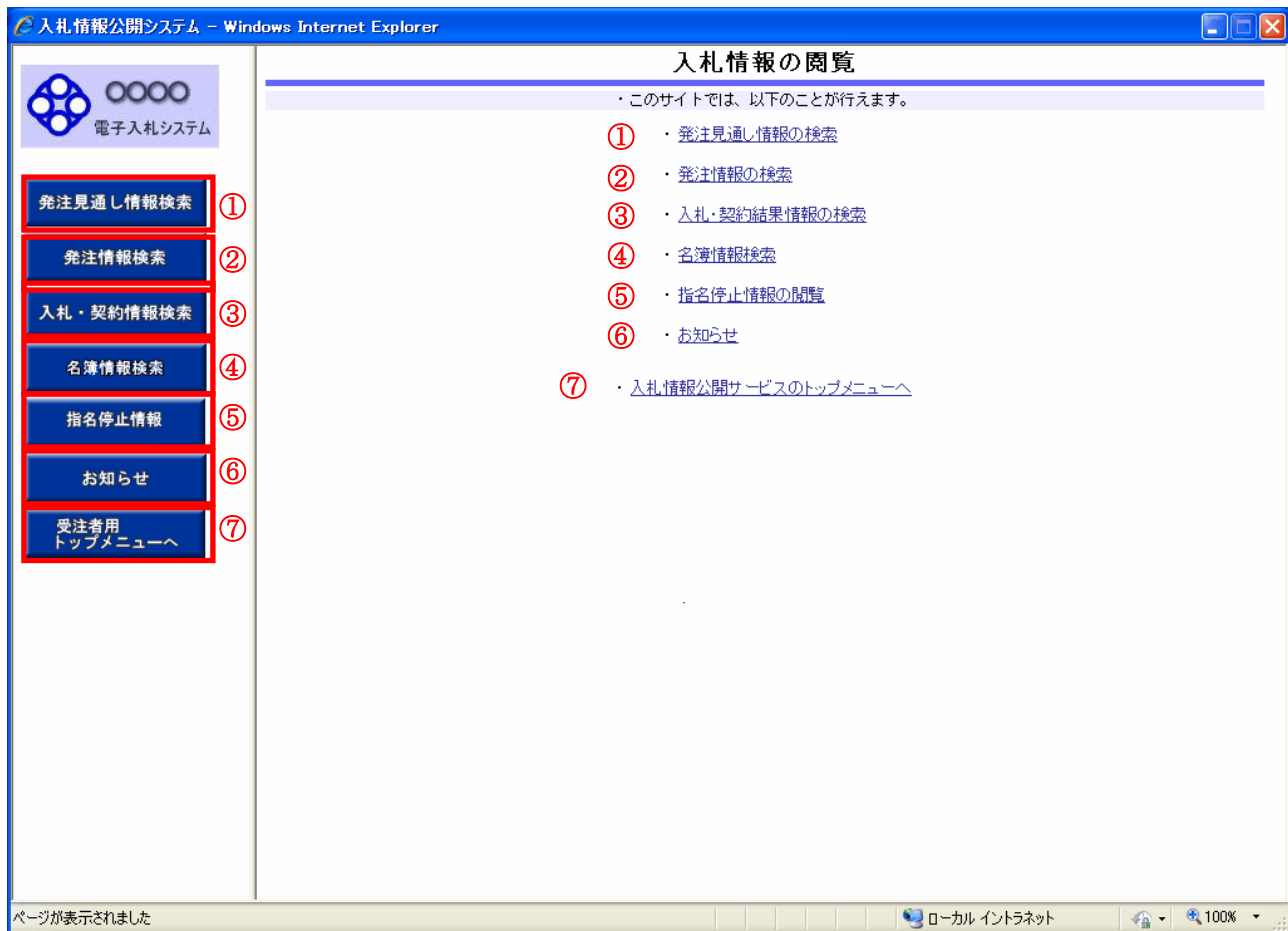 入札情報公開システム - Windows Internet Explorer
〇〇〇〇
電子入札システム
発注見通し情報検索 ①
発注情報検索 ②
入札・契約情報検索 ③
名簿情報検索 ④
指名停止情報 ⑤
お知らせ ⑥
受注者用
トップメニューへ ⑦
入札情報の閲覧
・このサイトでは、以下のことが行えます。
① ・発注見通し情報の検索
② ・発注情報の検索
③ ・入札・契約結果情報の検索
④ ・名簿情報検索
⑤ ・指名停止情報の閲覧
⑥ ・お知らせ
⑦ ・入札情報公開サービスのトップメニューへ
ページが表示されました
ローカル イントラネット
100%